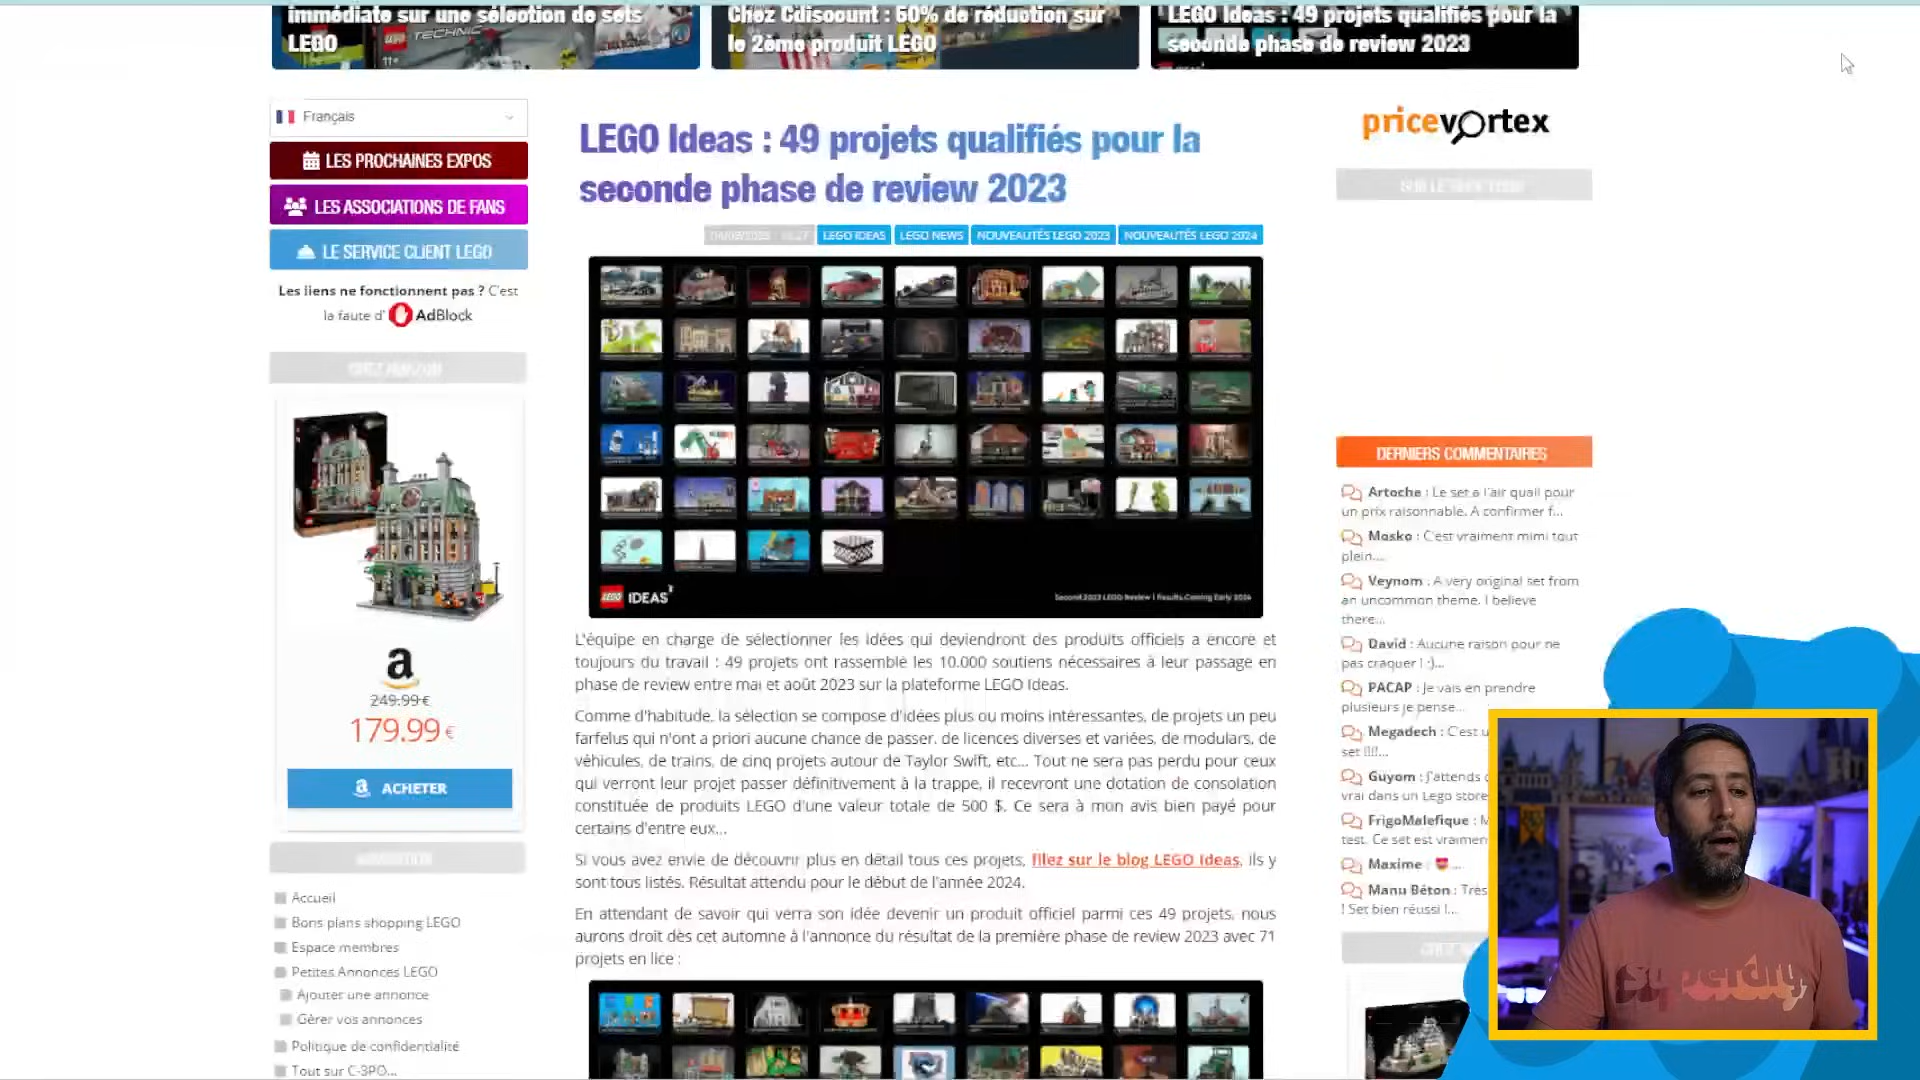 immédiate sur une sélection de sets
LEGO
Chez Cdiscount : 50% de réduction sur
le 2ème produit LEGO
LEGO Ideas : 49 projets qualifiés pour la
seconde phase de review 2023
Français
LES PROCHAINES EXPOS
LES ASSOCIATIONS DE FANS
LE SERVICE CLIENT LEGO
Les liens ne fonctionnent pas ? C'est
la faute d' AdBlock
CHEZ AMAZON
249.99 €
179.99 €
ACHETER
Accueil
Bons plans shopping LEGO
Espace membres
Petites Annonces LEGO
Ajouter une annonce
Gérer vos annonces
Politique de confidentialité
Tout sur C-3PO...
LEGO Ideas : 49 projets qualifiés pour la
seconde phase de review 2023
LEGO IDEAS
LEGO NEWS
NOUVEAUTÉS LEGO 2023
NOUVEAUTÉS LEGO 2024
LEGO IDEAS
Second 2023 LEGO Review | Results Coming Early 2024
L'équipe en charge de sélectionner les idées qui deviendront des produits officiels a encore et
toujours du travail : 49 projets ont rassemblé les 10.000 soutiens nécessaires à leur passage en
phase de review entre mai et août 2023 sur la plateforme LEGO Ideas.
Comme d'habitude, la sélection se compose d'idées plus ou moins intéressantes, de projets un peu
farfelus qui n'ont a priori aucune chance de passer, de licences diverses et variées, de modulars, de
véhicules, de trains, de cinq projets autour de Taylor Swift, etc... Tout ne sera pas perdu pour ceux
qui verront leur projet passer définitivement à la trappe, il recevront une dotation de consolation
constituée de produits LEGO d'une valeur totale de 500 $. Ce sera à mon avis bien payé pour
certains d'entre eux...
Si vous avez envie de découvrir plus en détail tous ces projets, filez sur le blog LEGO Ideas, ils y
sont tous listés. Résultat attendu pour le début de l'année 2024.
En attendant de savoir qui verra son idée devenir un produit officiel parmi ces 49 projets, nous
aurons droit dès cet automne à l'annonce du résultat de la première phase de review 2023 avec 71
projets en lice :
pricevortex
DERNIERS COMMENTAIRES
Artoche : Le set a l'air quali pour
un prix raisonnable. A confirmer f...
Mosko : C'est vraiment mimi tout
plein....
Veynom : A very original set from
an uncommon theme. I believe
there...
David : Aucune raison pour ne
pas craquer ! :)...
PACAP : Je vais en prendre
plusieurs je pense...
Megadech : C'est u
set !!!!...
Guyom : J'attends
vrai dans un Lego store
FrigoMalefique : M
test. Ce set est vraimen
Maxime : ...
Manu Béton : Très
! Set bien réussi !...
Superdry